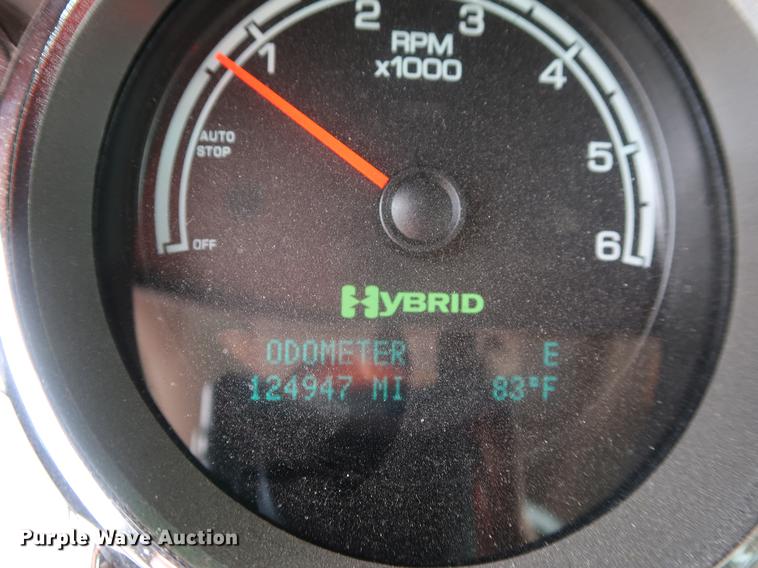 2 3
1 RPM 4
x1000
AUTO
STOP
5
OFF 6
HYBRID
ODOMETER E
124947 MI 83°F
Purple Wave Auction